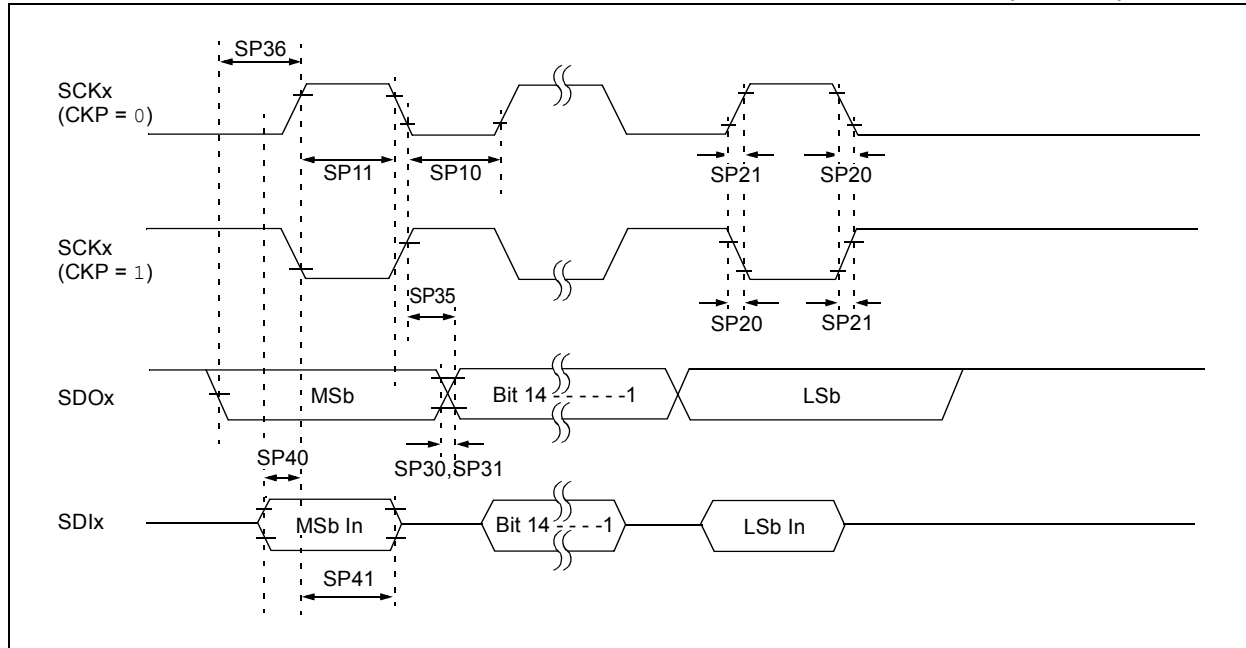 SP36
SCKx
(CKP = 0)
SP11
SP10
SP21
SP20
SCKx
(CKP = 1)
SP35
SP20
SP21
SDOx
MSb
Bit 14 - - - - - -1
LSb
SP40
SP30,SP31
SDIx
MSb In
Bit 14 - - - -1
LSb In
SP41